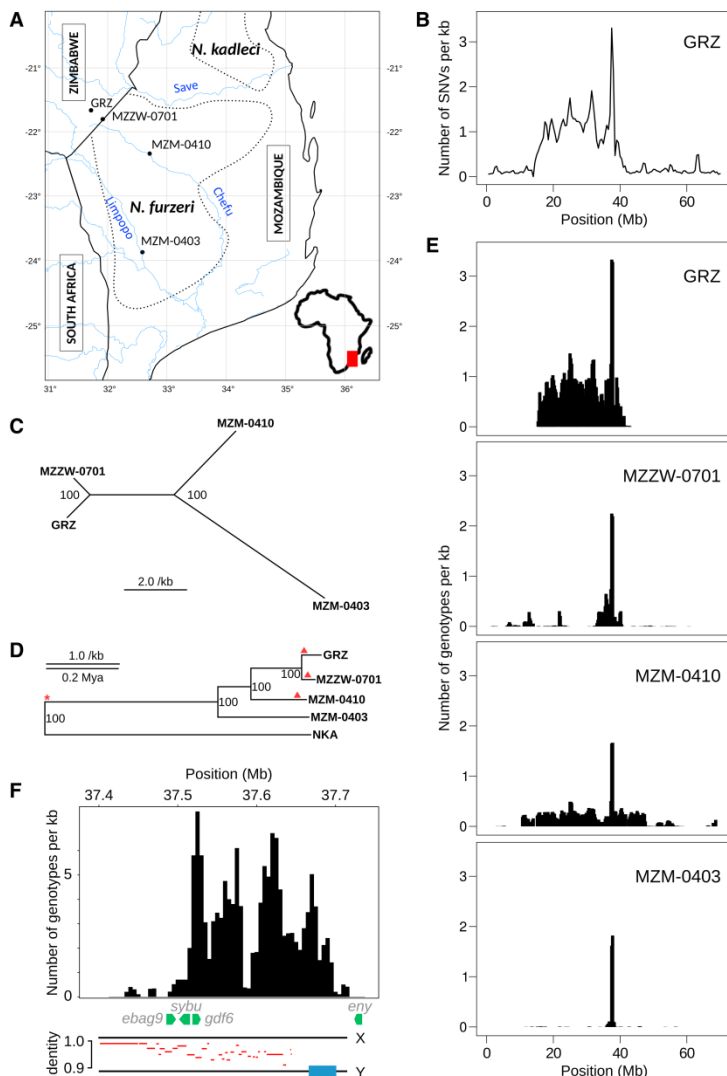 A
ZIMBABWE
N. kadleci
Save
GRZ
MZZW-0701
MZM-0410
MOZAMBIQUE
N. furzeri
Chefu
Limpopo
MZM-0403
SOUTH AFRICA
-21°
-22°
-23°
-24°
-25°
-21°
-22°
-23°
-24°
-25°
31°
32°
33°
34°
35°
36°
B
GRZ
Number of SNVs per kb
3
2
1
0
0
20
40
60
Position (Mb)
C
MZM-0410
MZZW-0701
100
100
GRZ
2.0 /kb
MZM-0403
D
1.0 /kb
0.2 Mya
GRZ
100
MZZW-0701
100
MZM-0410
100
MZM-0403
*
100
NKA
E
GRZ
3
2
1
0
MZZW-0701
3
2
1
0
Number of genotypes per kb
MZM-0410
3
2
1
0
MZM-0403
3
2
1
0
0
20
40
60
Position (Mb)
F
Position (Mb)
37.4
37.5
37.6
37.7
Number of genotypes per kb
5
0
sybu
eny
ebag9
gdf6
X
dentity
1.0
0.9
Y